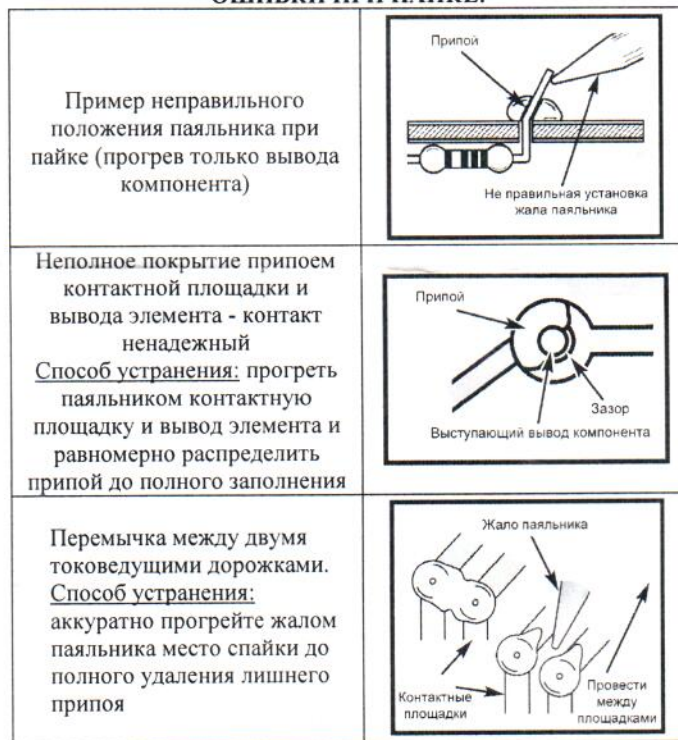 ОШИБКИ ПРИ ПАЙКЕ.
Пример неправильного
положения паяльника при
пайке (прогрев только вывода
компонента)
Припой
Не правильная установка
жала паяльника
Неполное покрытие припоем
контактной площадки и
вывода элемента - контакт
ненадежный
Способ устранения: прогреть
паяльником контактную
площадку и вывод элемента и
равномерно распределить
припой до полного заполнения
Припой
Зазор
Выступающий вывод компонента
Перемычка между двумя
токоведущими дорожками.
Способ устранения:
аккуратно прогрейте жалом
паяльника место спайки до
полного удаления лишнего
припоя
Жало паяльника
Контактные
площадки
Провести
между
площадками